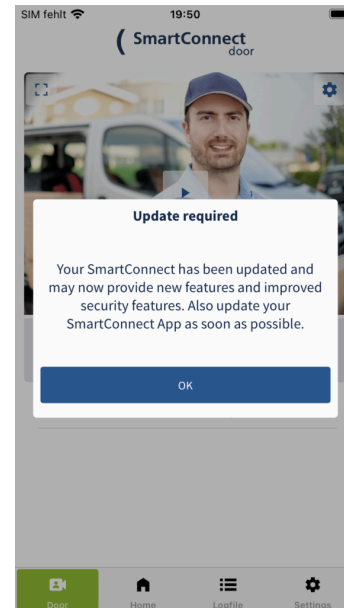 SIM fehlt 19:50
SmartConnect
door
Update required
Your SmartConnect has been updated and
may now provide new features and improved
security features. Also update your
SmartConnect App as soon as possible.
OK
Door Home Logfile Settings